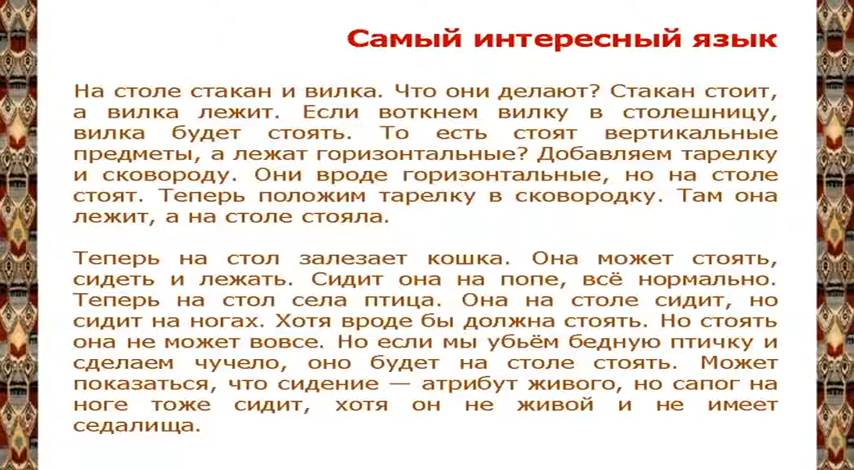 Самый интересный язык
На столе стакан и вилка. Что они делают? Стакан стоит,
а вилка лежит. Если воткнем вилку в столешницу,
вилка будет стоять. То есть стоят вертикальные
предметы, а лежат горизонтальные? Добавляем тарелку
и сковороду. Они вроде горизонтальные, но на столе
стоят. Теперь положим тарелку в сковородку. Там она
лежит, а на столе стояла.
Теперь на стол залезает кошка. Она может стоять,
сидеть и лежать. Сидит она на попе, всё нормально.
Теперь на стол села птица. Она на столе сидит, но
сидит на ногах. Хотя вроде бы должна стоять. Но стоять
она не может вовсе. Но если мы убьём бедную птичку и
сделаем чучело, оно будет на столе стоять. Может
показаться, что сидение — атрибут живого, но сапог на
ноге тоже сидит, хотя он не живой и не имеет
седалища.